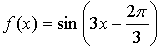 f(x) = sin(3x − 2π/3)